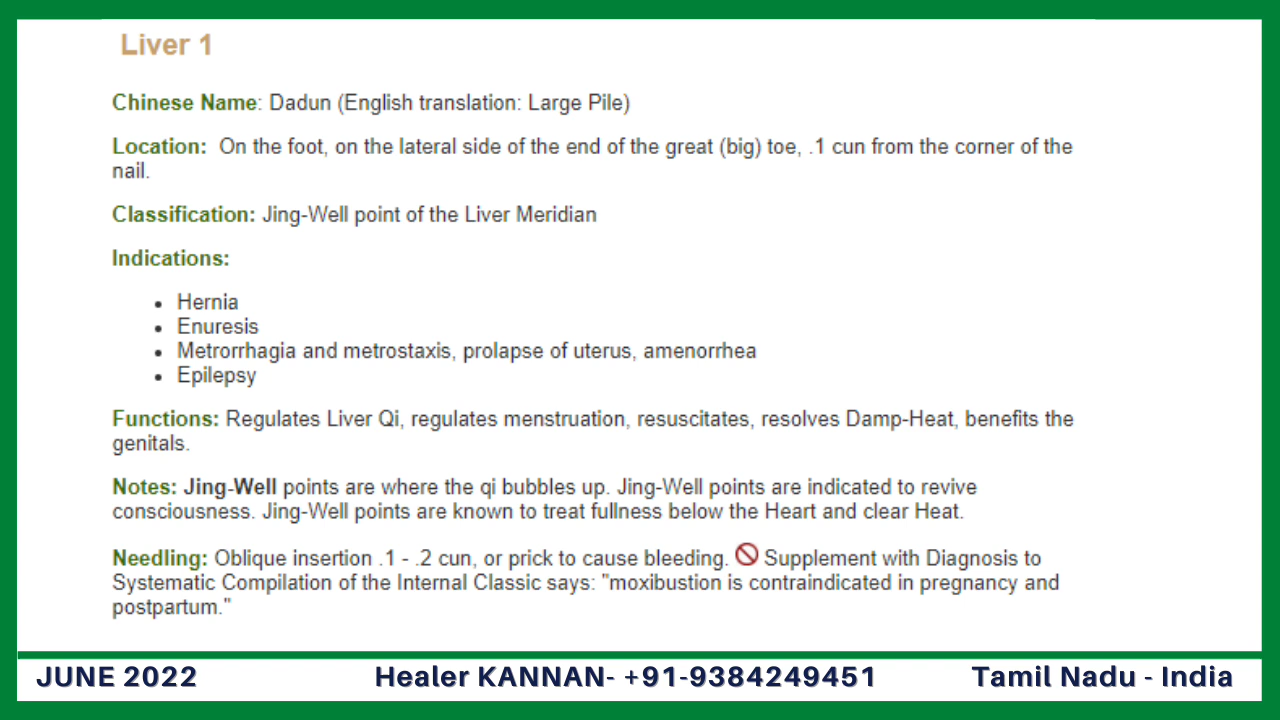 Liver 1
Chinese Name: Dadun (English translation: Large Pile)
Location:  On the foot, on the lateral side of the end of the great (big) toe, .1 cun from the corner of the
nail.
Classification: Jing-Well point of the Liver Meridian
Indications:
• Hernia
• Enuresis
• Metrorrhagia and metrostaxis, prolapse of uterus, amenorrhea
• Epilepsy
Functions: Regulates Liver Qi, regulates menstruation, resuscitates, resolves Damp-Heat, benefits the
genitals.
Notes: Jing-Well points are where the qi bubbles up. Jing-Well points are indicated to revive
consciousness. Jing-Well points are known to treat fullness below the Heart and clear Heat.
Needling: Oblique insertion .1 - .2 cun, or prick to cause bleeding. Supplement with Diagnosis to
Systematic Compilation of the Internal Classic says: "moxibustion is contraindicated in pregnancy and
postpartum."
JUNE 2022 Healer KANNAN- +91-9384249451 Tamil Nadu - India